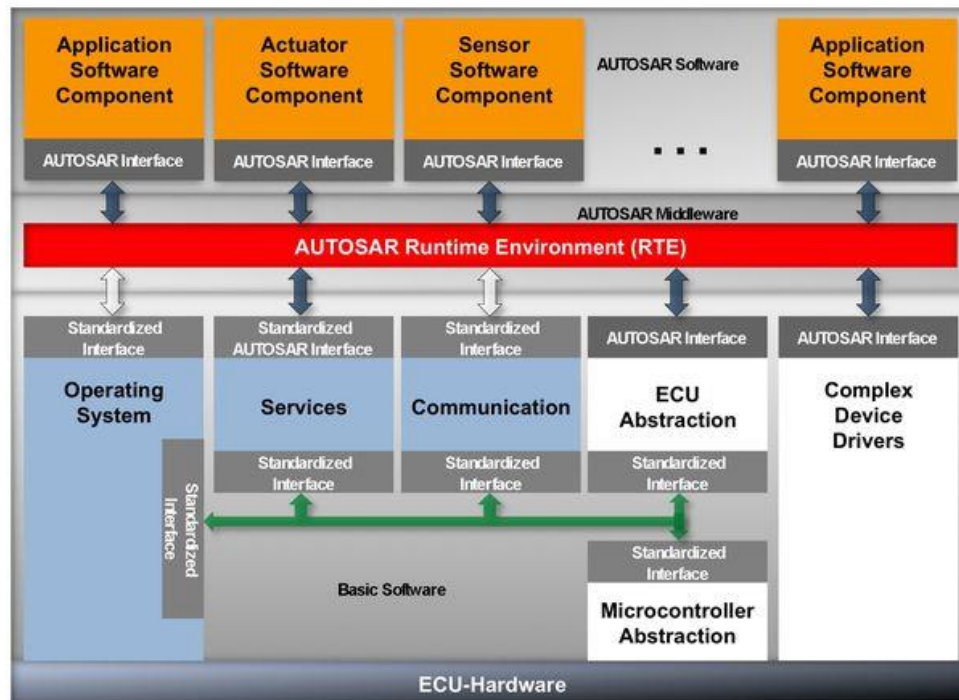 Application
Software
Component
AUTOSAR Interface
Actuator
Software
Component
AUTOSAR Interface
Sensor
Software
Component
AUTOSAR Interface
AUTOSAR Software
...
Application
Software
Component
AUTOSAR Interface
AUTOSAR Middleware
AUTOSAR Runtime Environment (RTE)
Standardized
Interface
Operating
System
Standardized
Interface
Standardized
AUTOSAR Interface
Services
Standardized
Interface
Standardized
Interface
Communication
Standardized
Interface
AUTOSAR Interface
ECU
Abstraction
Standardized
Interface
AUTOSAR Interface
Complex
Device
Drivers
Basic Software
Standardized
Interface
Microcontroller
Abstraction
ECU-Hardware